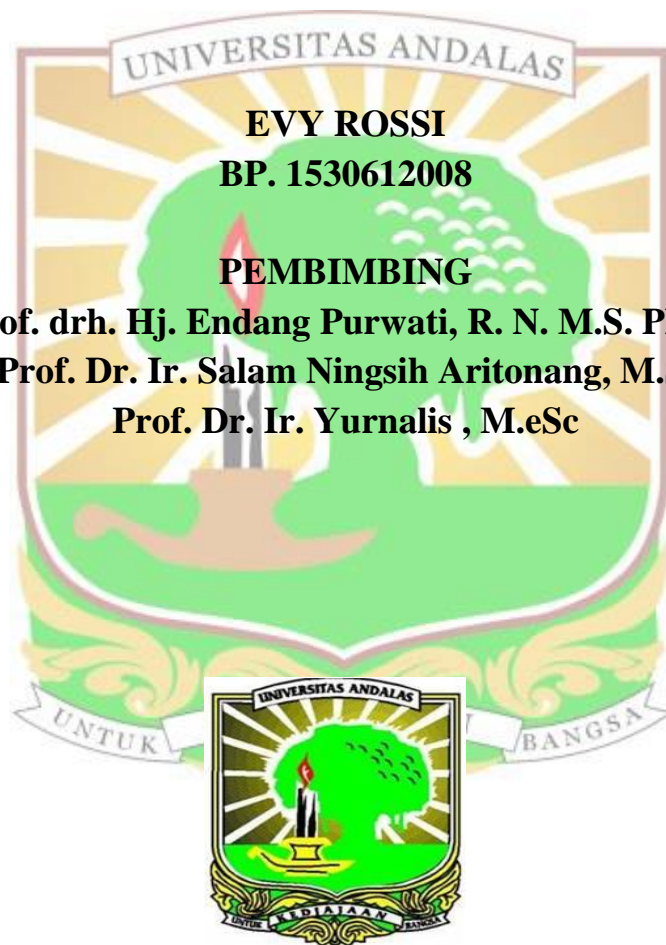 UNIVERSITAS ANDALAS
EVY ROSSI
BP. 1530612008
PEMBIMBING
of. drh. Hj. Endang Purwati, R. N. M.S. P
Prof. Dr. Ir. Salam Ningsih Aritonang, M.
Prof. Dr. Ir. Yurnalis , M.eSc
UNTUK BANGSA
UNIVERSITAS ANDALAS
UNTUK KEDJAJAAN BANGSA